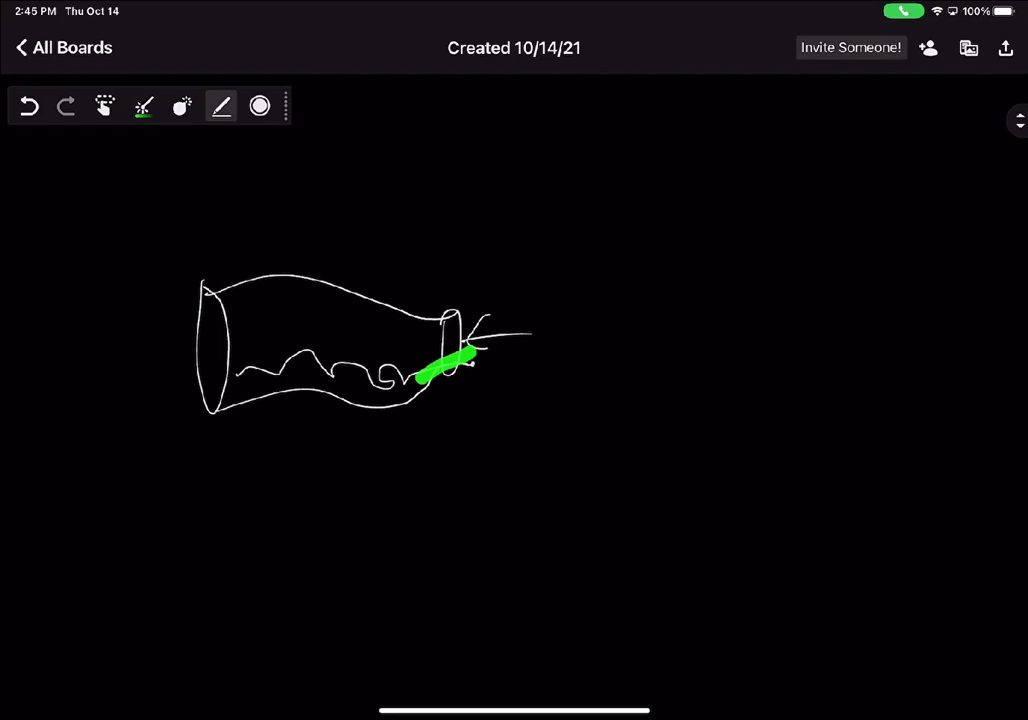 2:45 PM Thu Oct 14
100%
All Boards
Created 10/14/21
Invite Someone!